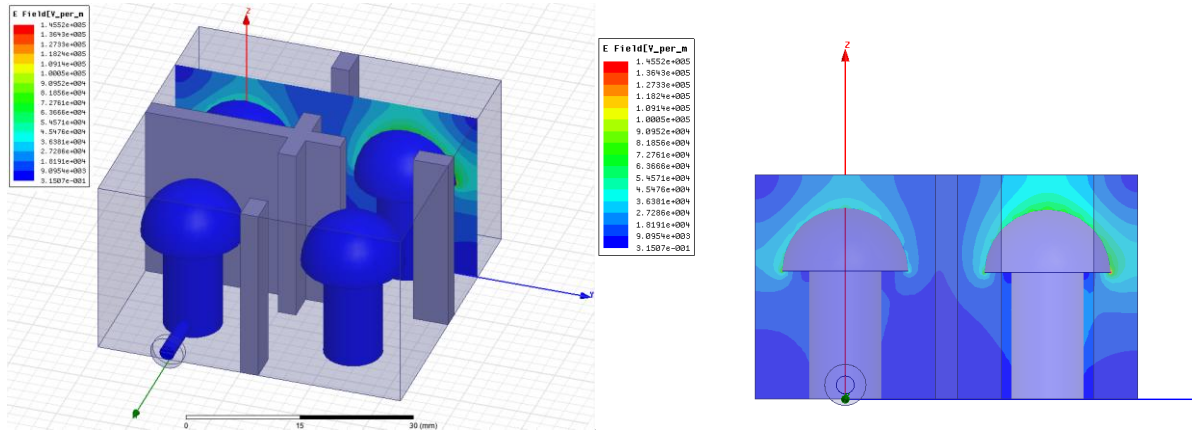 E Field[V_per_m
1.4552e+005
1.3643e+005
1.2733e+005
1.1824e+005
1.0914e+005
1.0005e+005
9.0952e+004
8.1856e+004
7.2761e+004
6.3666e+004
5.4571e+004
4.5476e+004
3.6381e+004
2.7286e+004
1.8191e+004
9.0954e+003
3.1507e-001
Z
Y
0
15
30 (mm)
E Field[V_per_m
1.4552e+005
1.3643e+005
1.2733e+005
1.1824e+005
1.0914e+005
1.0005e+005
9.0952e+004
8.1856e+004
7.2761e+004
6.3666e+004
5.4571e+004
4.5476e+004
3.6381e+004
2.7286e+004
1.8191e+004
9.0954e+003
3.1507e-001
Z